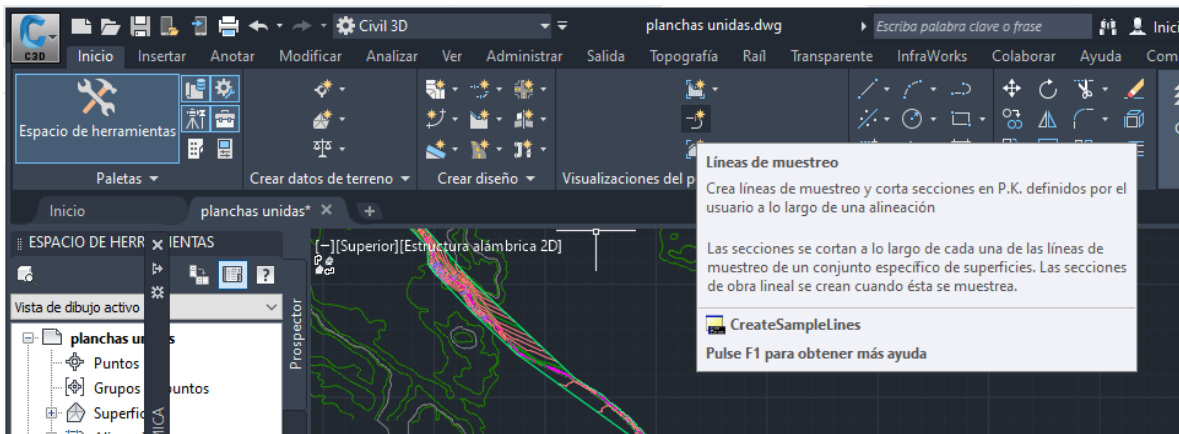 C3D
Civil 3D
planchas unidas.dwg
Escriba palabra clave o frase
Inici
Inicio Insertar Anotar Modificar Analizar Ver Administrar Salida Topografía Raíl Transparente InfraWorks Colaborar Ayuda Com
Espacio de herramientas
Paletas
Crear datos de terreno
Crear diseño
Visualizaciones del p
Líneas de muestreo
Crea líneas de muestreo y corta secciones en P.K. definidos por el
usuario a lo largo de una alineación
Las secciones se cortan a lo largo de cada una de las líneas de
muestreo de un conjunto específico de superficies. Las secciones
de obra lineal se crean cuando ésta se muestrea.
CreateSampleLines
Pulse F1 para obtener más ayuda
Inicio
planchas unidas*
ESPACIO DE HERR IENTAS
[−][Superior][Estructura alámbrica 2D]
Vista de dibujo activo
Prospector
planchas un s
Puntos
Grupos untos
Superfic
MICA